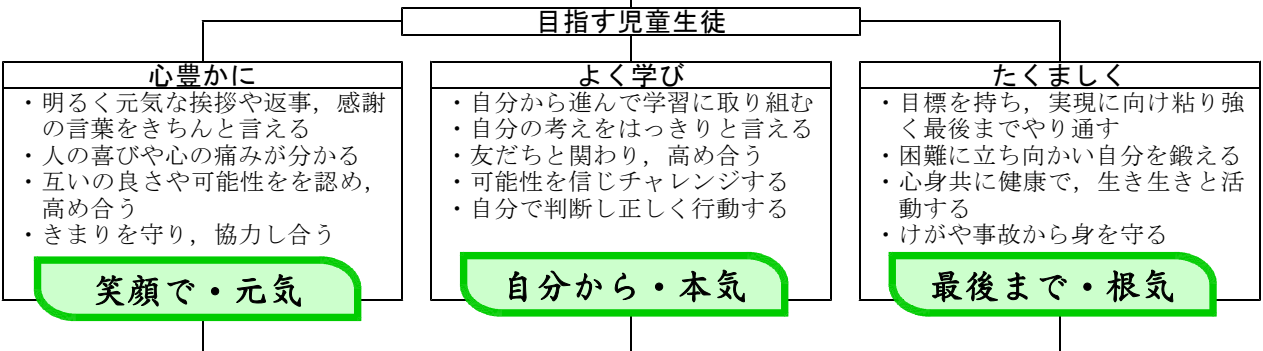 目指す児童生徒
心豊かに
・明るく元気な挨拶や返事，感謝
の言葉をきちんと言える
・人の喜びや心の痛みが分かる
・互いの良さや可能性をを認め，
高め合う
・きまりを守り，協力し合う
笑顔で・元気
よく学び
・自分から進んで学習に取り組む
・自分の考えをはっきりと言える
・友だちと関わり，高め合う
・可能性を信じチャレンジする
・自分で判断し正しく行動する
自分から・本気
たくましく
・目標を持ち，実現に向け粘り強
く最後までやり通す
・困難に立ち向かい自分を鍛える
・心身共に健康で，生き生きと活
動する
・けがや事故から身を守る
最後まで・根気